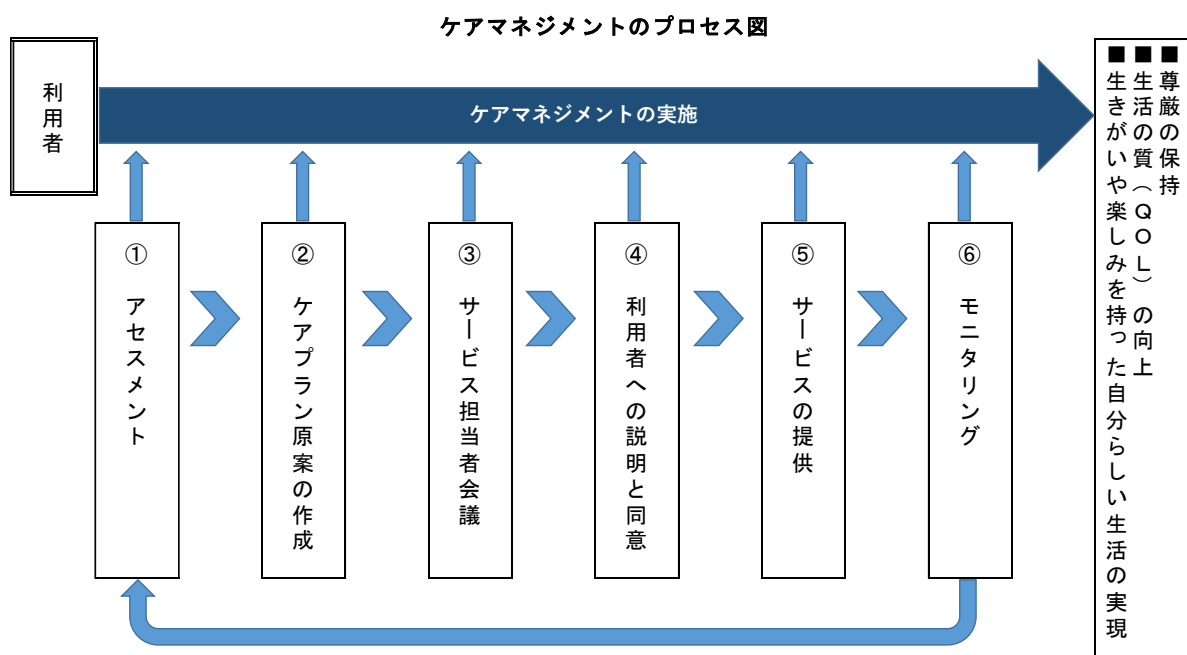 ケアマネジメントのプロセス図
利用者
ケアマネジメントの実施
■尊厳の保持
■生活の質（ＱＯＬ）の向上
■生きがいや楽しみを持った自分らしい生活の実現
① アセスメント
② ケアプラン原案の作成
③ サービス担当者会議
④ 利用者への説明と同意
⑤ サービスの提供
⑥ モニタリング